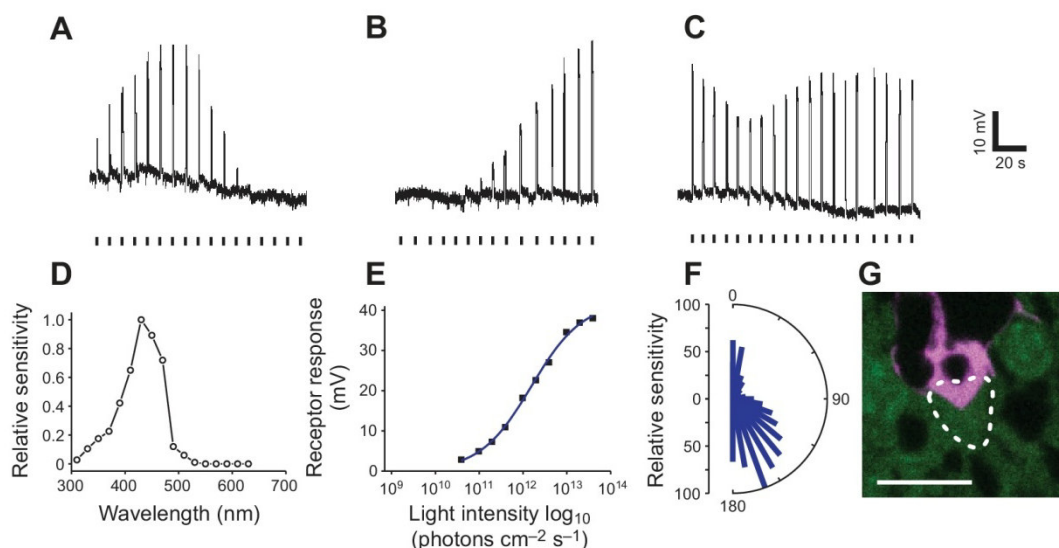 A
B
C
10 mV
20 s
D
Relative sensitivity
1.0
0.8
0.6
0.4
0.2
0
300
400
500
600
700
Wavelength (nm)
E
Receptor response
(mV)
40
30
20
10
0
10⁹
10¹⁰
10¹¹
10¹²
10¹³
10¹⁴
Light intensity log₁₀
(photons cm⁻² s⁻¹)
F
Relative sensitivity
100
50
0
50
100
0
90
180
G